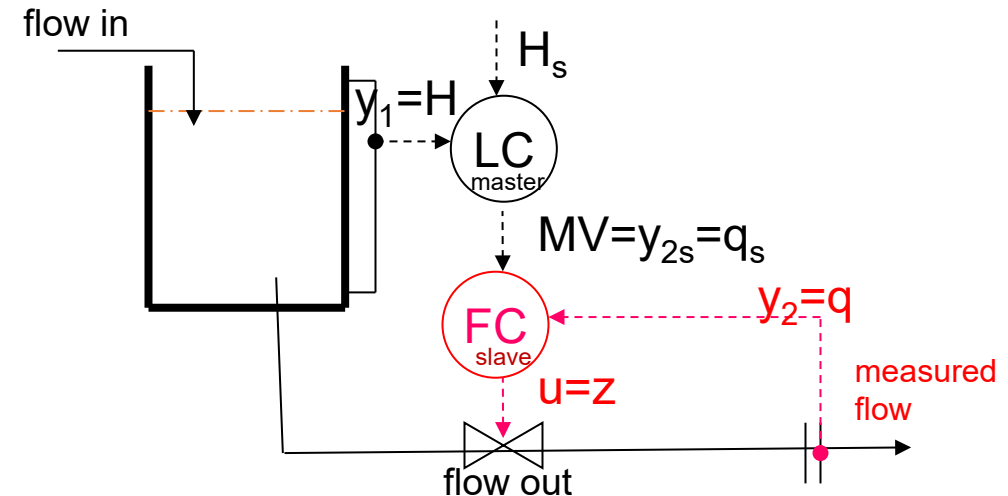 flow in
Hₛ
y₁=H
LC
master
MV=y₂ₛ=qₛ
y₂=q
FC
slave
u=z
measured
flow
flow out